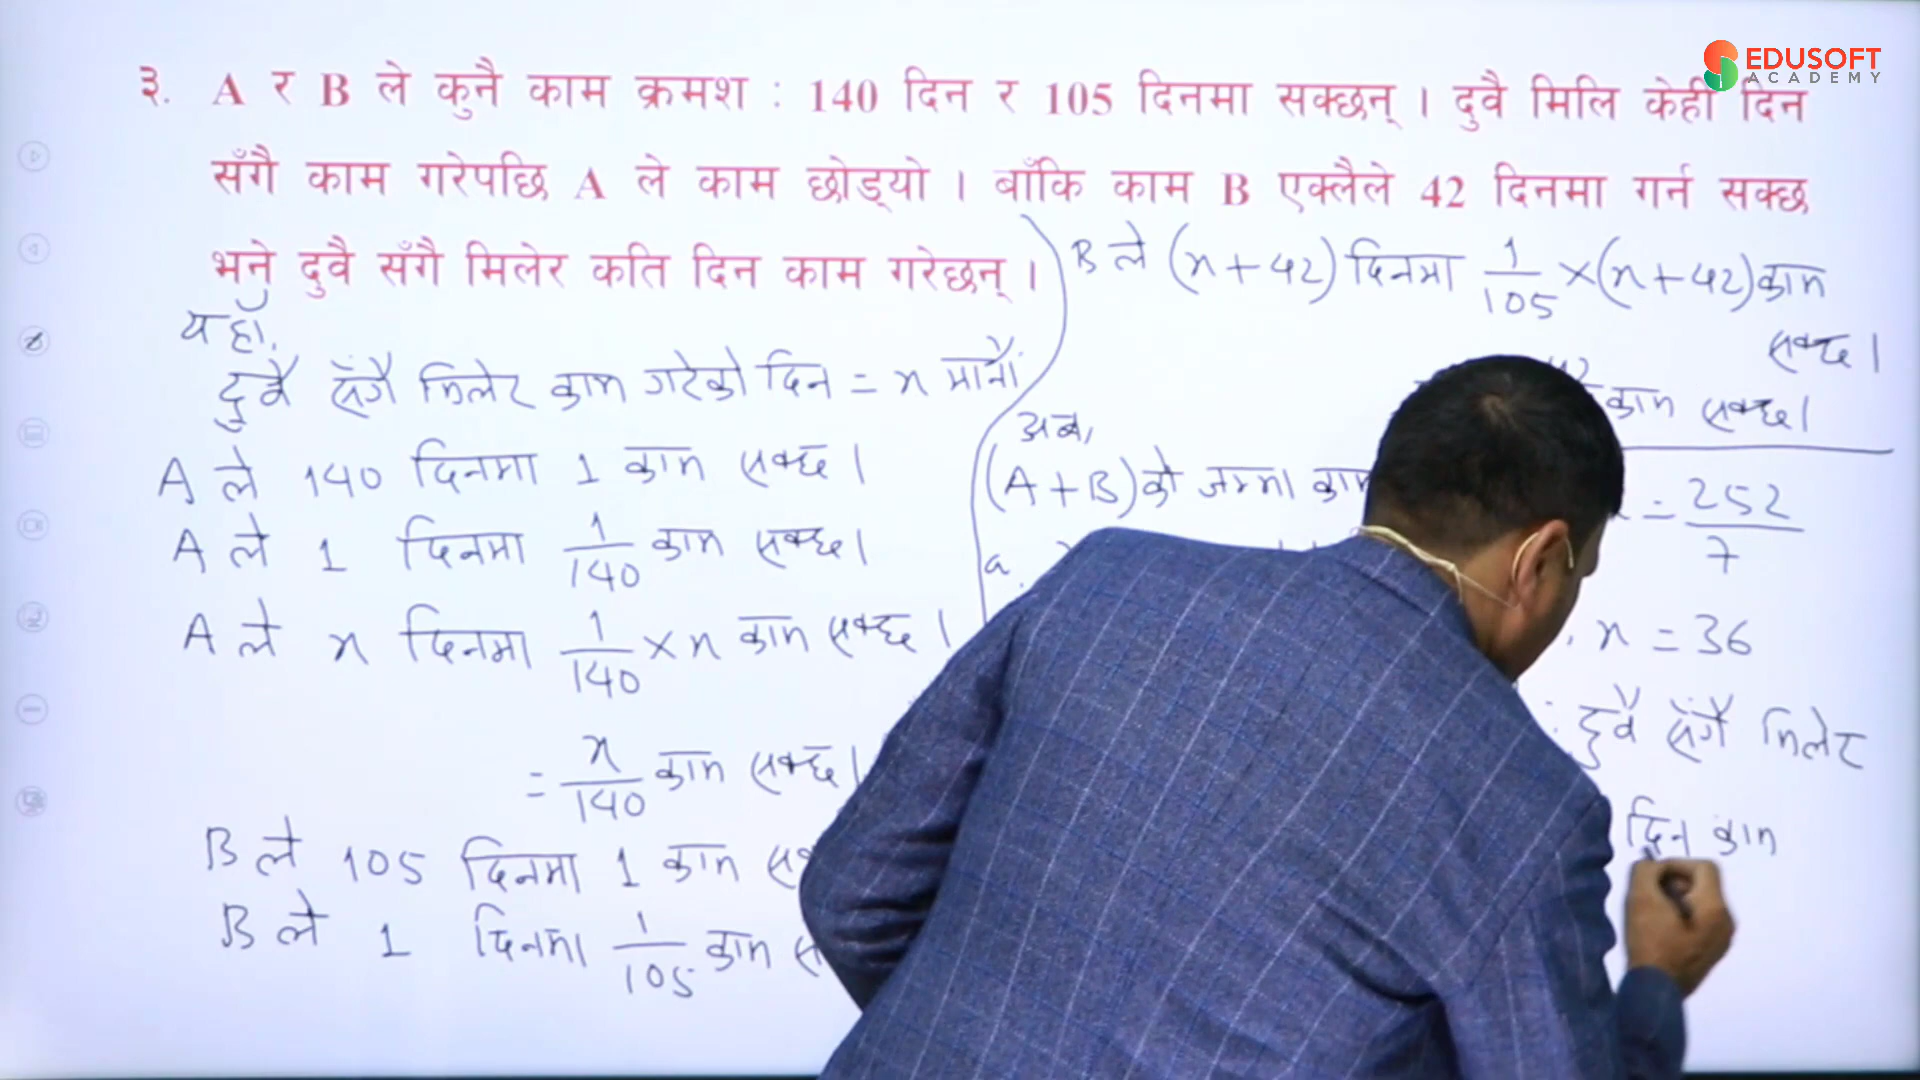 EDUSOFT
ACADEMY
३. A र B ले कुनै काम क्रमश : 140 दिन र 105 दिनमा सक्छन् । दुवै मिलि केही दिन
सँगै काम गरेपछि A ले काम छोड्यो । बाँकि काम B एक्लैले 42 दिनमा गर्न सक्छ
भने दुवै सँगै मिलेर कति दिन काम गरेछन् ।
यहाँ,
दुवै सँगै मिलेर काम गरेको दिन = x मानौं
A ले 140 दिनमा 1 काम सक्छ ।
A ले 1 दिनमा 1/140 काम सक्छ ।
A ले x दिनमा 1/140 × x काम सक्छ ।
= x/140 काम सक्छ ।
B ले 105 दिनमा 1 काम
B ले 1 दिनमा 1/105 काम
B ले (x + 42) दिनमा 1/105 × (x + 42) काम
सक्छ ।
काम सक्छ ।
अब,
(A + B) को जम्मा काम
= 252/7
x = 36
दुवै सँगै मिलेर
दिन काम